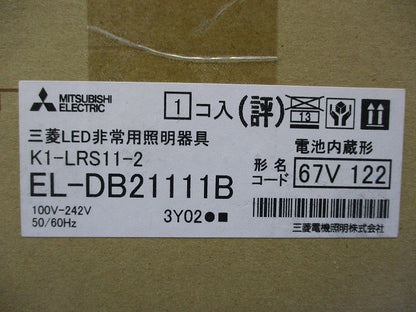 MITSUBISHI
ELECTRIC
1コ入
(評)
13
三菱LED非常用照明器具
電池内蔵形
K1-LRS11-2
形名
コード
67V 122
EL-DB21111B
100V-242V
50/60Hz
3Y02●■
三菱電機照明株式会社